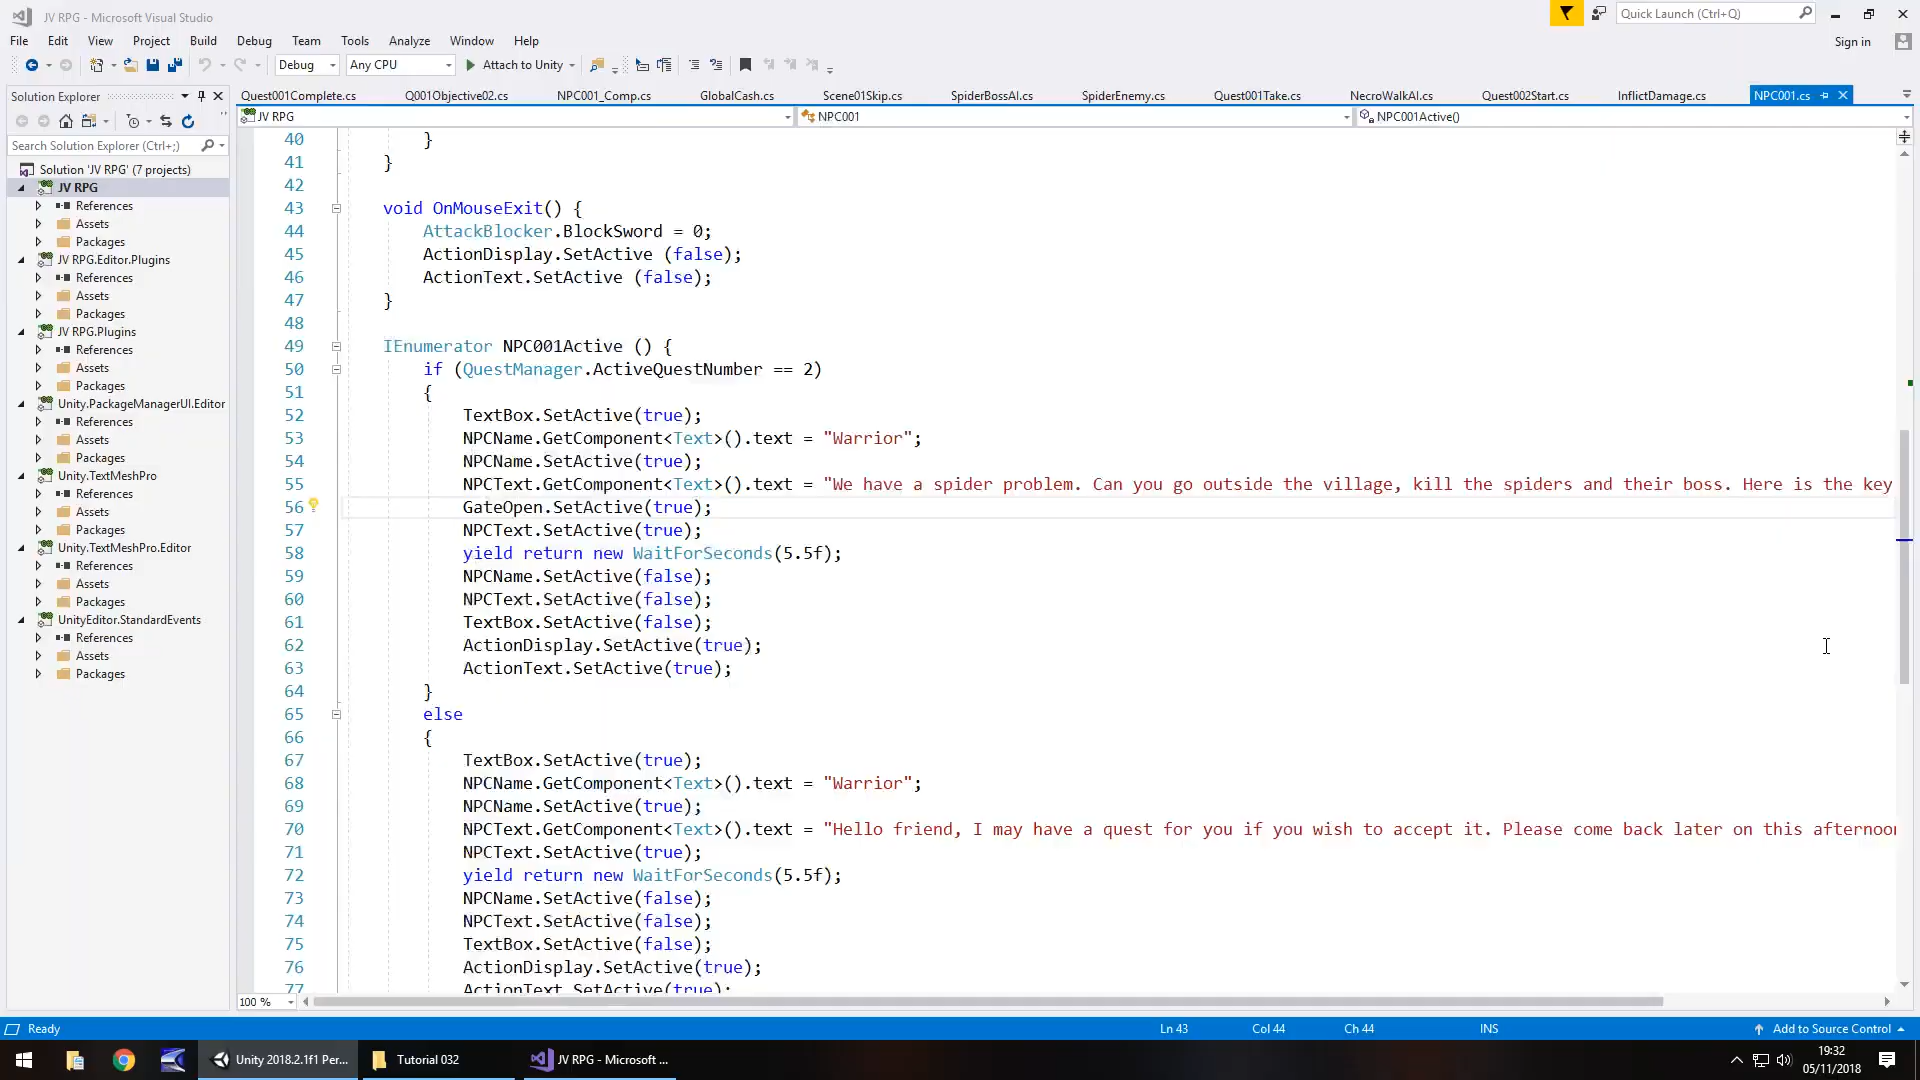 JV RPG - Microsoft Visual Studio
Quick Launch (Ctrl+Q)
File Edit View Project Build Debug Team Tools Analyze Window Help
Sign in
Debug Any CPU Attach to Unity
Solution Explorer
Search Solution Explorer (Ctrl+;)
Solution 'JV RPG' (7 projects)
JV RPG
References
Assets
Packages
JV RPG.Editor.Plugins
References
Assets
Packages
JV RPG.Plugins
References
Assets
Packages
Unity.PackageManagerUI.Editor
References
Assets
Packages
Unity.TextMeshPro
References
Assets
Packages
Unity.TextMeshPro.Editor
References
Assets
Packages
UnityEditor.StandardEvents
References
Assets
Packages
Quest001Complete.cs Q001Objective02.cs NPC001_Comp.cs GlobalCash.cs Scene01Skip.cs SpiderBossAI.cs SpiderEnemy.cs Quest001Take.cs NecroWalkAI.cs Quest002Start.cs InflictDamage.cs NPC001.cs
JV RPG NPC001 NPC001Active()
40 }
41 }
42
43 void OnMouseExit() {
44 AttackBlocker.BlockSword = 0;
45 ActionDisplay.SetActive (false);
46 ActionText.SetActive (false);
47 }
48
49 IEnumerator NPC001Active () {
50 if (QuestManager.ActiveQuestNumber == 2)
51 {
52 TextBox.SetActive(true);
53 NPCName.GetComponent<Text>().text = "Warrior";
54 NPCName.SetActive(true);
55 NPCText.GetComponent<Text>().text = "We have a spider problem. Can you go outside the village, kill the spiders and their boss. Here is the key
56 GateOpen.SetActive(true);
57 NPCText.SetActive(true);
58 yield return new WaitForSeconds(5.5f);
59 NPCName.SetActive(false);
60 NPCText.SetActive(false);
61 TextBox.SetActive(false);
62 ActionDisplay.SetActive(true);
63 ActionText.SetActive(true);
64 }
65 else
66 {
67 TextBox.SetActive(true);
68 NPCName.GetComponent<Text>().text = "Warrior";
69 NPCName.SetActive(true);
70 NPCText.GetComponent<Text>().text = "Hello friend, I may have a quest for you if you wish to accept it. Please come back later on this afternoon
71 NPCText.SetActive(true);
72 yield return new WaitForSeconds(5.5f);
73 NPCName.SetActive(false);
74 NPCText.SetActive(false);
75 TextBox.SetActive(false);
76 ActionDisplay.SetActive(true);
77 ActionText.SetActive(true);
100 %
Ready Ln 43 Col 44 Ch 44 INS Add to Source Control
Unity 2018.2.1f1 Per... Tutorial 032 JV RPG - Microsoft ...
19:32
05/11/2018